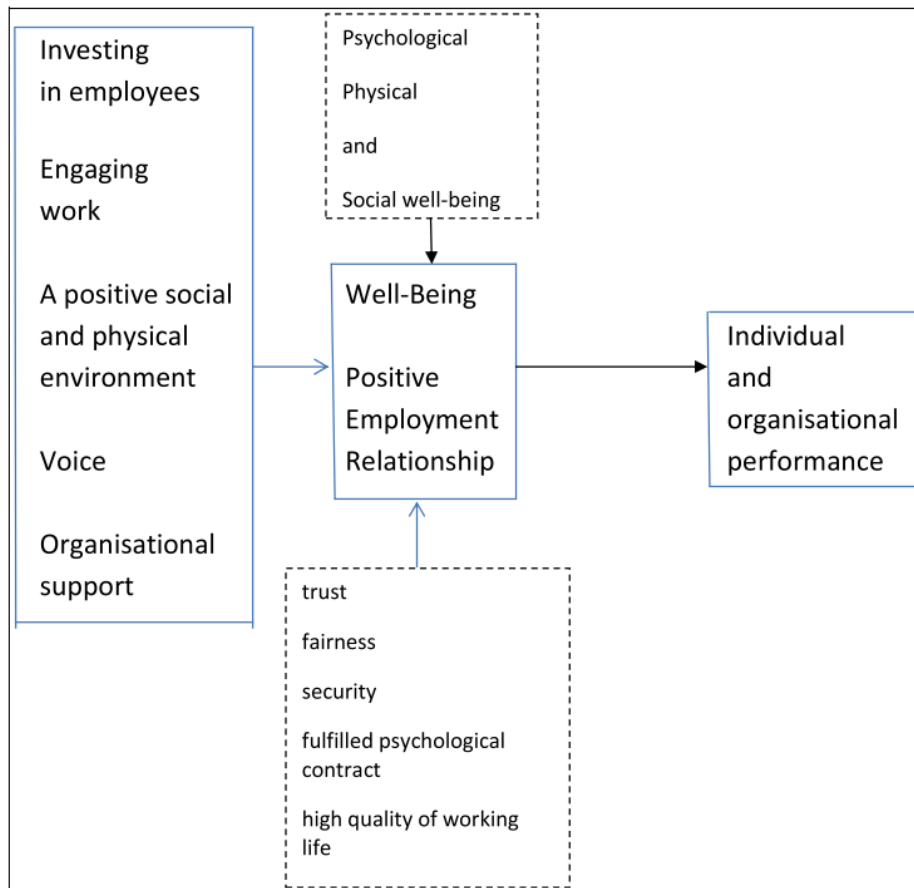 Investing
in employees
Engaging
work
A positive social
and physical
environment
Voice
Organisational
support
Psychological
Physical
and
Social well-being
Well-Being
Positive
Employment
Relationship
trust
fairness
security
fulfilled psychological
contract
high quality of working
life
Individual
and
organisational
performance